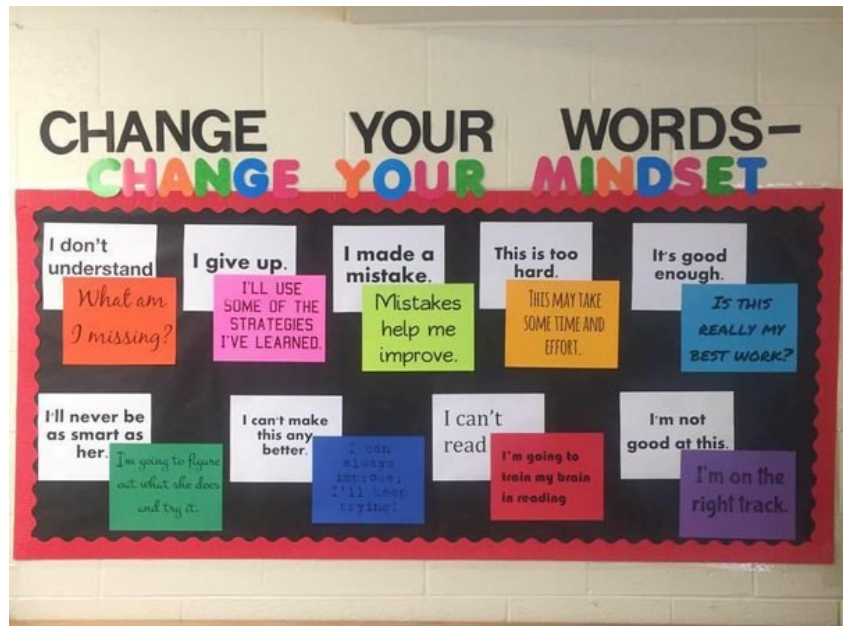 CHANGE YOUR WORDS-
CHANGE YOUR MINDSET
I don't
understand
What am
I missing?
I give up.
I'LL USE
SOME OF THE
STRATEGIES
I'VE LEARNED.
I made a
mistake.
Mistakes
help me
improve.
This is too
hard.
THIS MAY TAKE
SOME TIME AND
EFFORT.
It's good
enough.
IS THIS
REALLY MY
BEST WORK?
I'll never be
as smart as
her.
I'm going to figure
out what she does
and try it.
I can't make
this any
better.
I can
always
improve;
I'll keep
trying!
I can't
read
I'm going to
train my brain
in reading
I'm not
good at this.
I'm on the
right track.